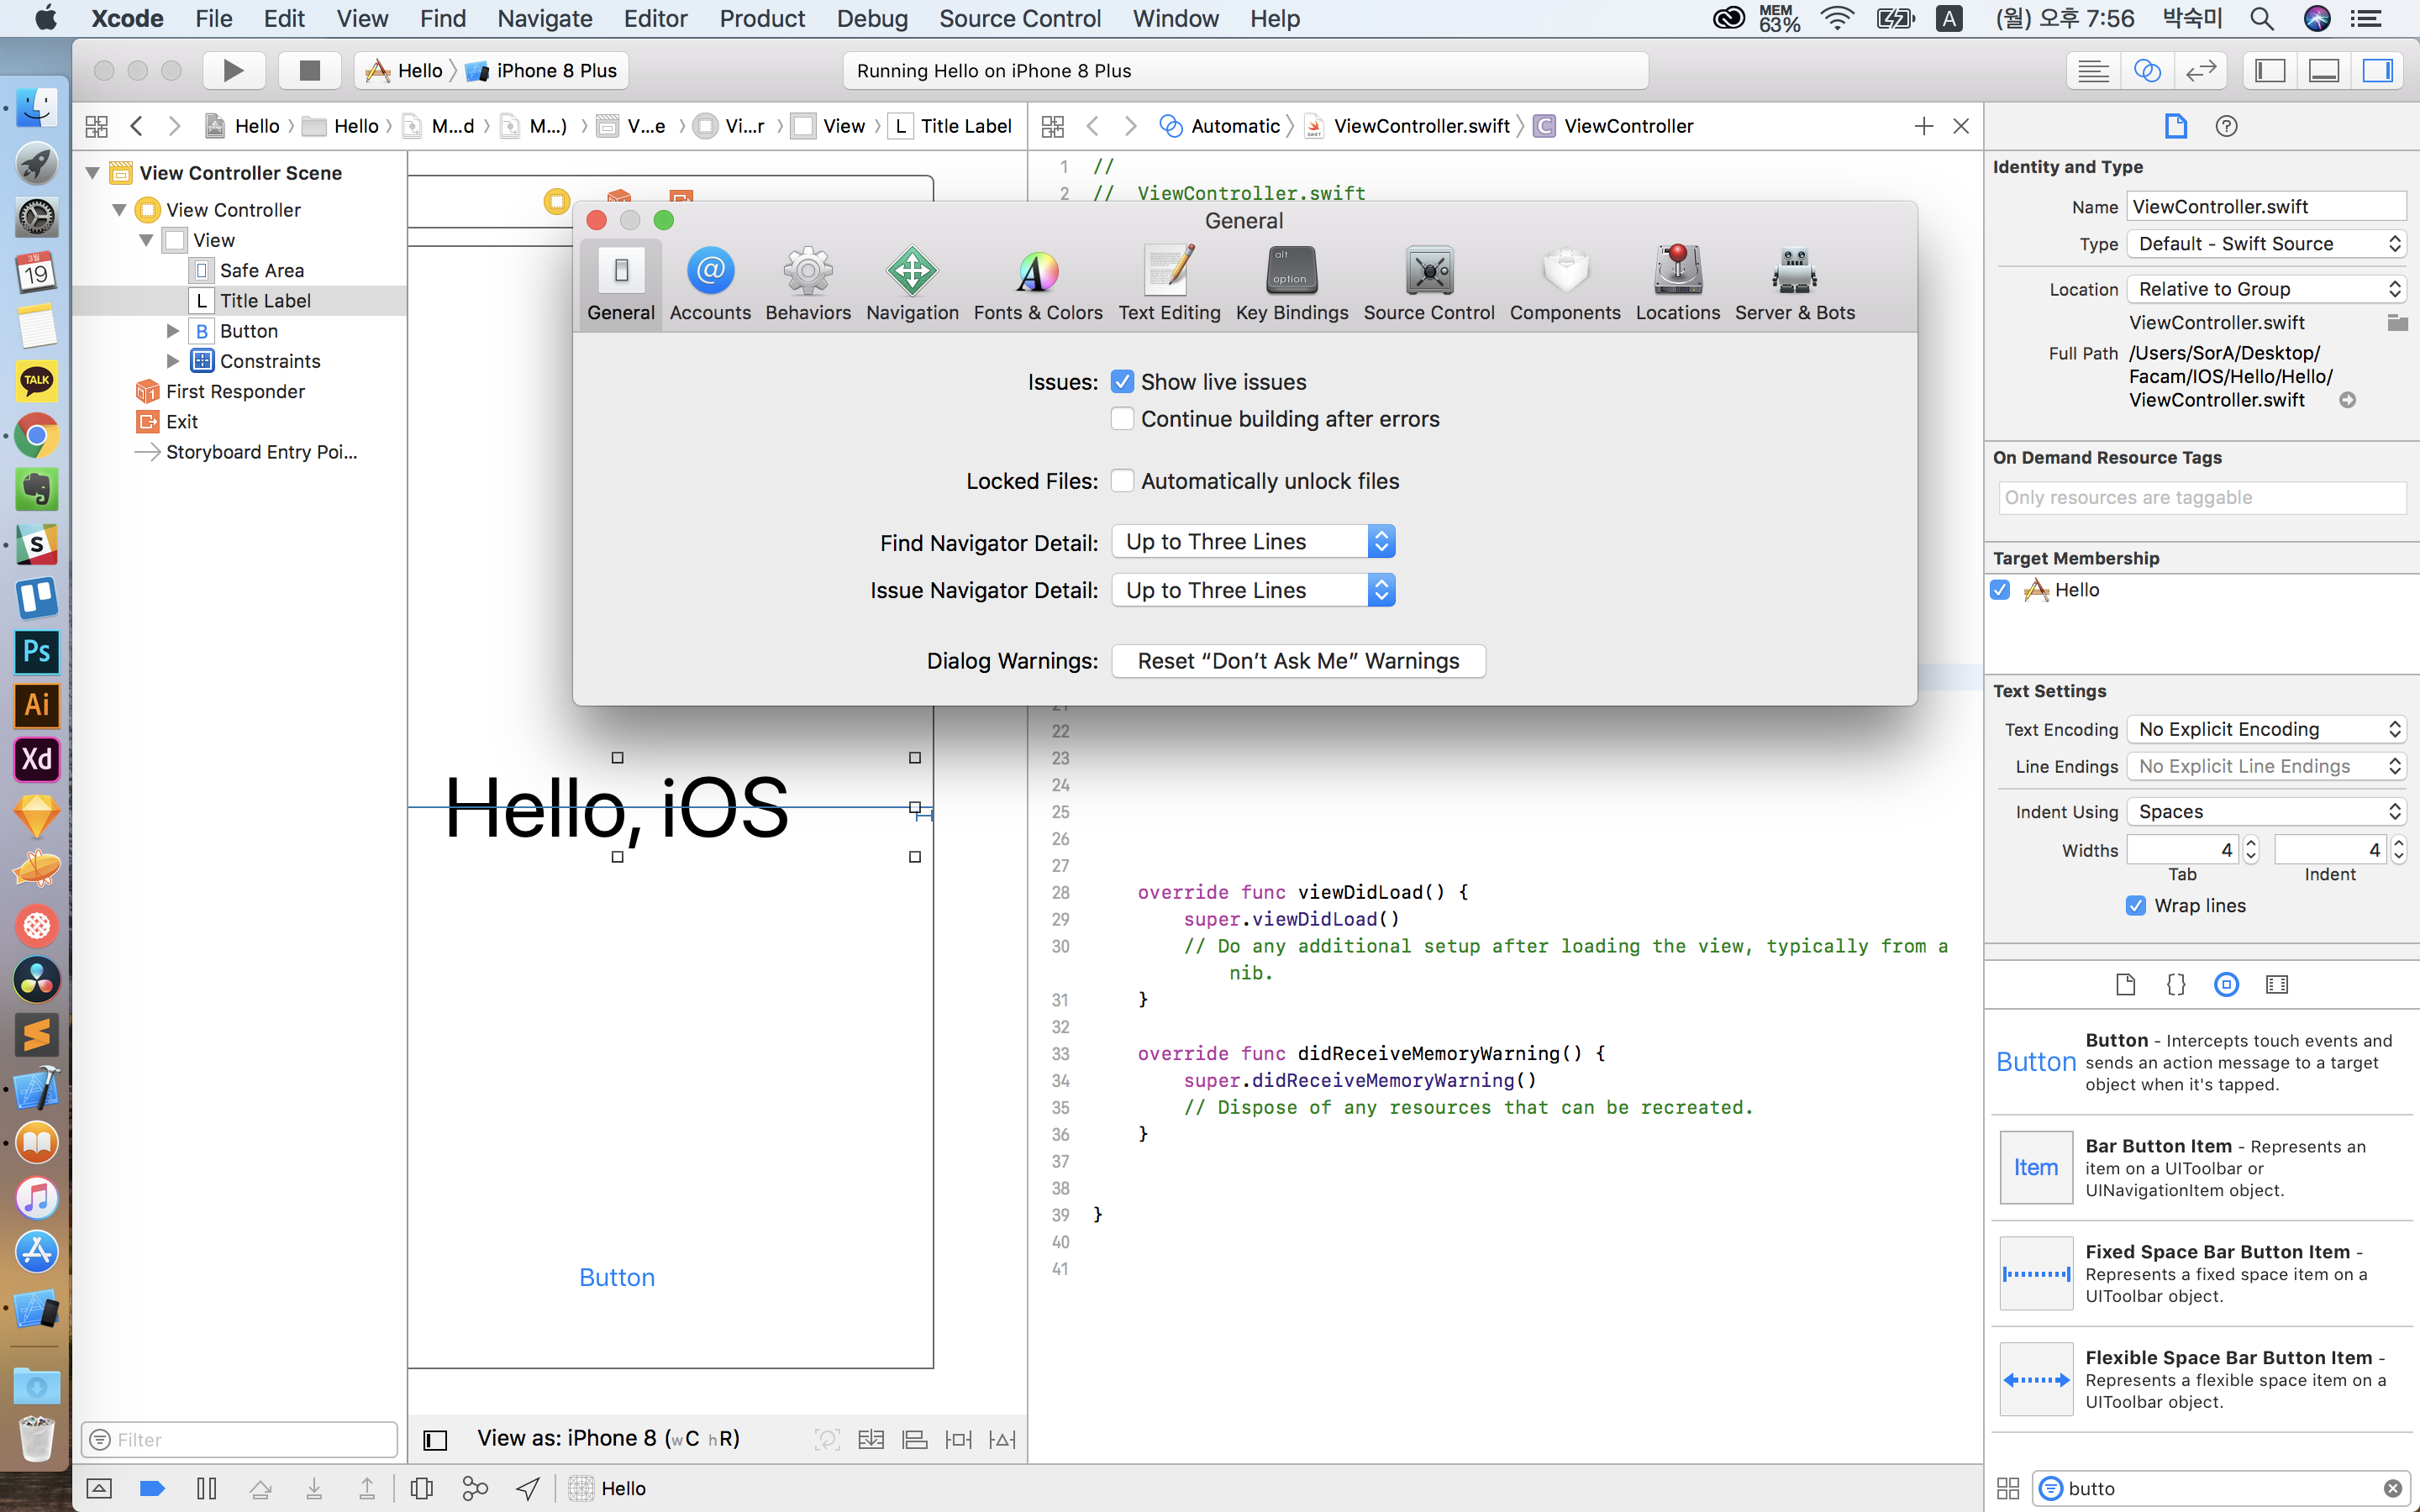 Xcode File Edit View Find Navigate Editor Product Debug Source Control Window Help
MEM
63%
A (월) 오후 7:56 박숙미
Hello iPhone 8 Plus
Running Hello on iPhone 8 Plus
Hello Hello M...d M...) V...e Vi...r View L Title Label
Automatic ViewController.swift C ViewController
View Controller Scene
View Controller
View
Safe Area
L Title Label
B Button
Constraints
First Responder
Exit
Storyboard Entry Poi...
3월
19
TALK
S
Ps
Ai
Xd
1 //
2 // ViewController.swift
General
alt
option
General Accounts Behaviors Navigation Fonts & Colors Text Editing Key Bindings Source Control Components Locations Server & Bots
Issues: Show live issues
Continue building after errors
Locked Files: Automatically unlock files
Find Navigator Detail: Up to Three Lines
Issue Navigator Detail: Up to Three Lines
Dialog Warnings: Reset “Don’t Ask Me” Warnings
Hello, iOS
Button
21
22
23
24
25
26
27
28 override func viewDidLoad() {
29 super.viewDidLoad()
30 // Do any additional setup after loading the view, typically from a
nib.
31 }
32
33 override func didReceiveMemoryWarning() {
34 super.didReceiveMemoryWarning()
35 // Dispose of any resources that can be recreated.
36 }
37
38
39 }
40
41
Identity and Type
Name ViewController.swift
Type Default - Swift Source
Location Relative to Group
ViewController.swift
Full Path /Users/SorA/Desktop/
Facam/IOS/Hello/Hello/
ViewController.swift
On Demand Resource Tags
Only resources are taggable
Target Membership
Hello
Text Settings
Text Encoding No Explicit Encoding
Line Endings No Explicit Line Endings
Indent Using Spaces
Widths 4 4
Tab Indent
Wrap lines
{}
Button
Button - Intercepts touch events and
sends an action message to a target
object when it's tapped.
Item
Bar Button Item - Represents an
item on a UIToolbar or
UINavigationItem object.
Fixed Space Bar Button Item -
Represents a fixed space item on a
UIToolbar object.
Flexible Space Bar Button Item -
Represents a flexible space item on a
UIToolbar object.
Filter
View as: iPhone 8 (wC hR)
Hello
butto